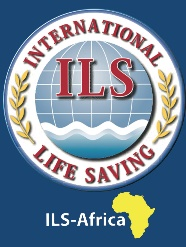 INTERNATIONAL
ILS
LIFE SAVING
ILS-Africa